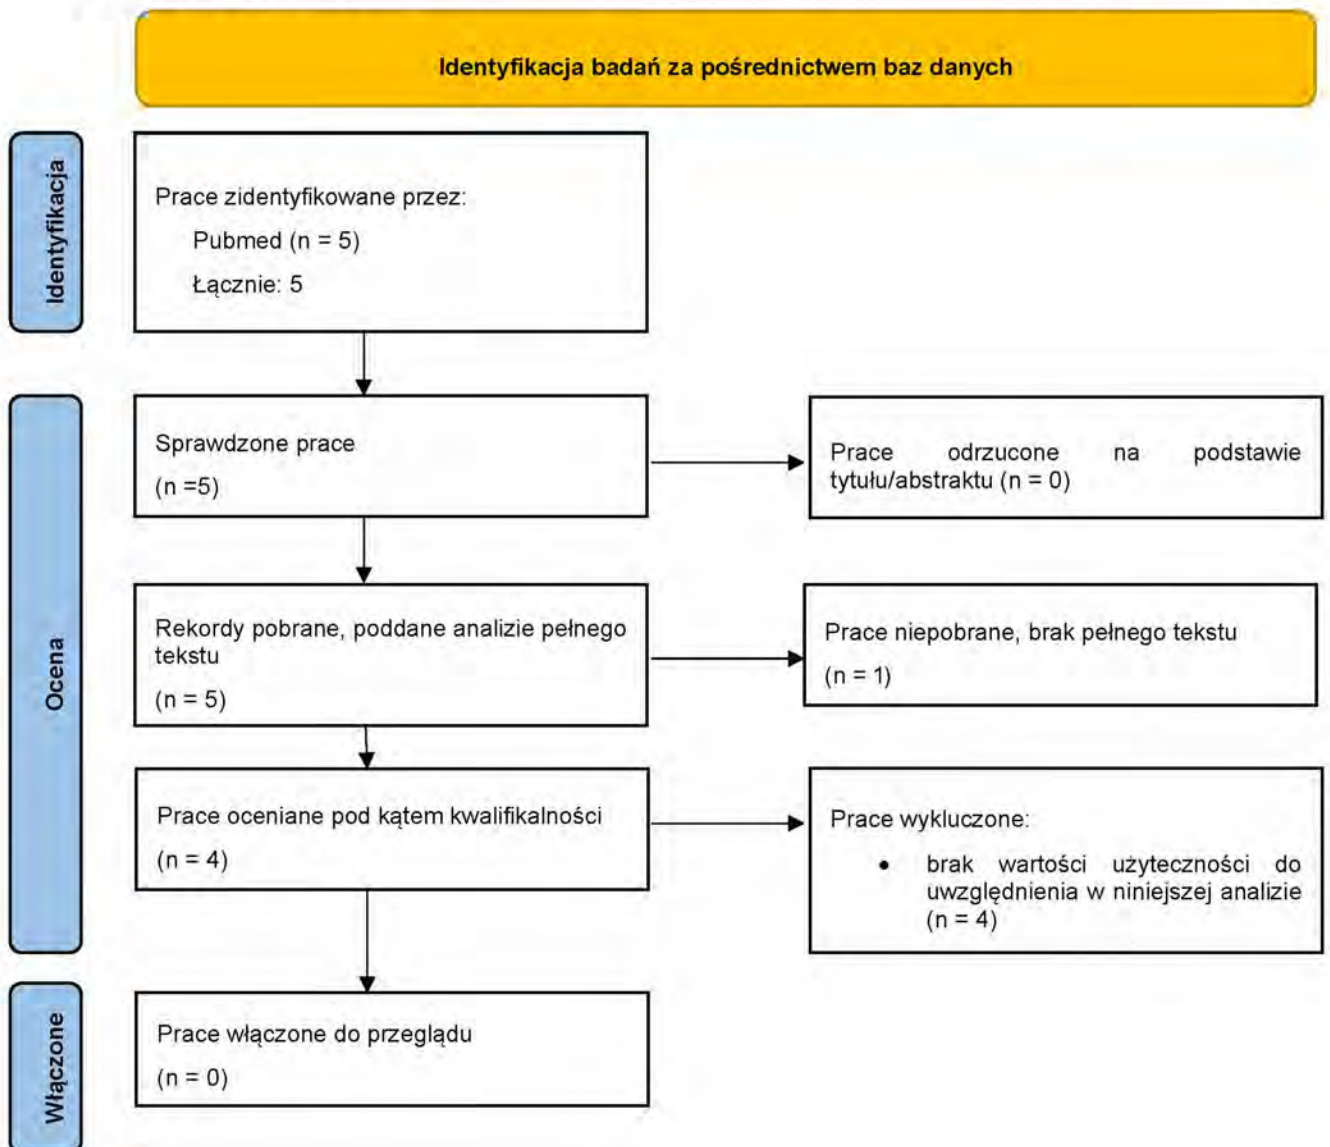 Identyfikacja badań za pośrednictwem baz danych
Identyfikacja
Prace zidentyfikowane przez:
Pubmed (n = 5)
Łącznie: 5
Ocena
Sprawdzone prace
(n =5)
Prace odrzucone na podstawie
tytułu/abstraktu (n = 0)
Rekordy pobrane, poddane analizie pełnego
tekstu
(n = 5)
Prace niepobrane, brak pełnego tekstu
(n = 1)
Prace oceniane pod kątem kwalifikalności
(n = 4)
Prace wykluczone:
● brak wartości użyteczności do
uwzględnienia w niniejszej analizie
(n = 4)
Włączone
Prace włączone do przeglądu
(n = 0)